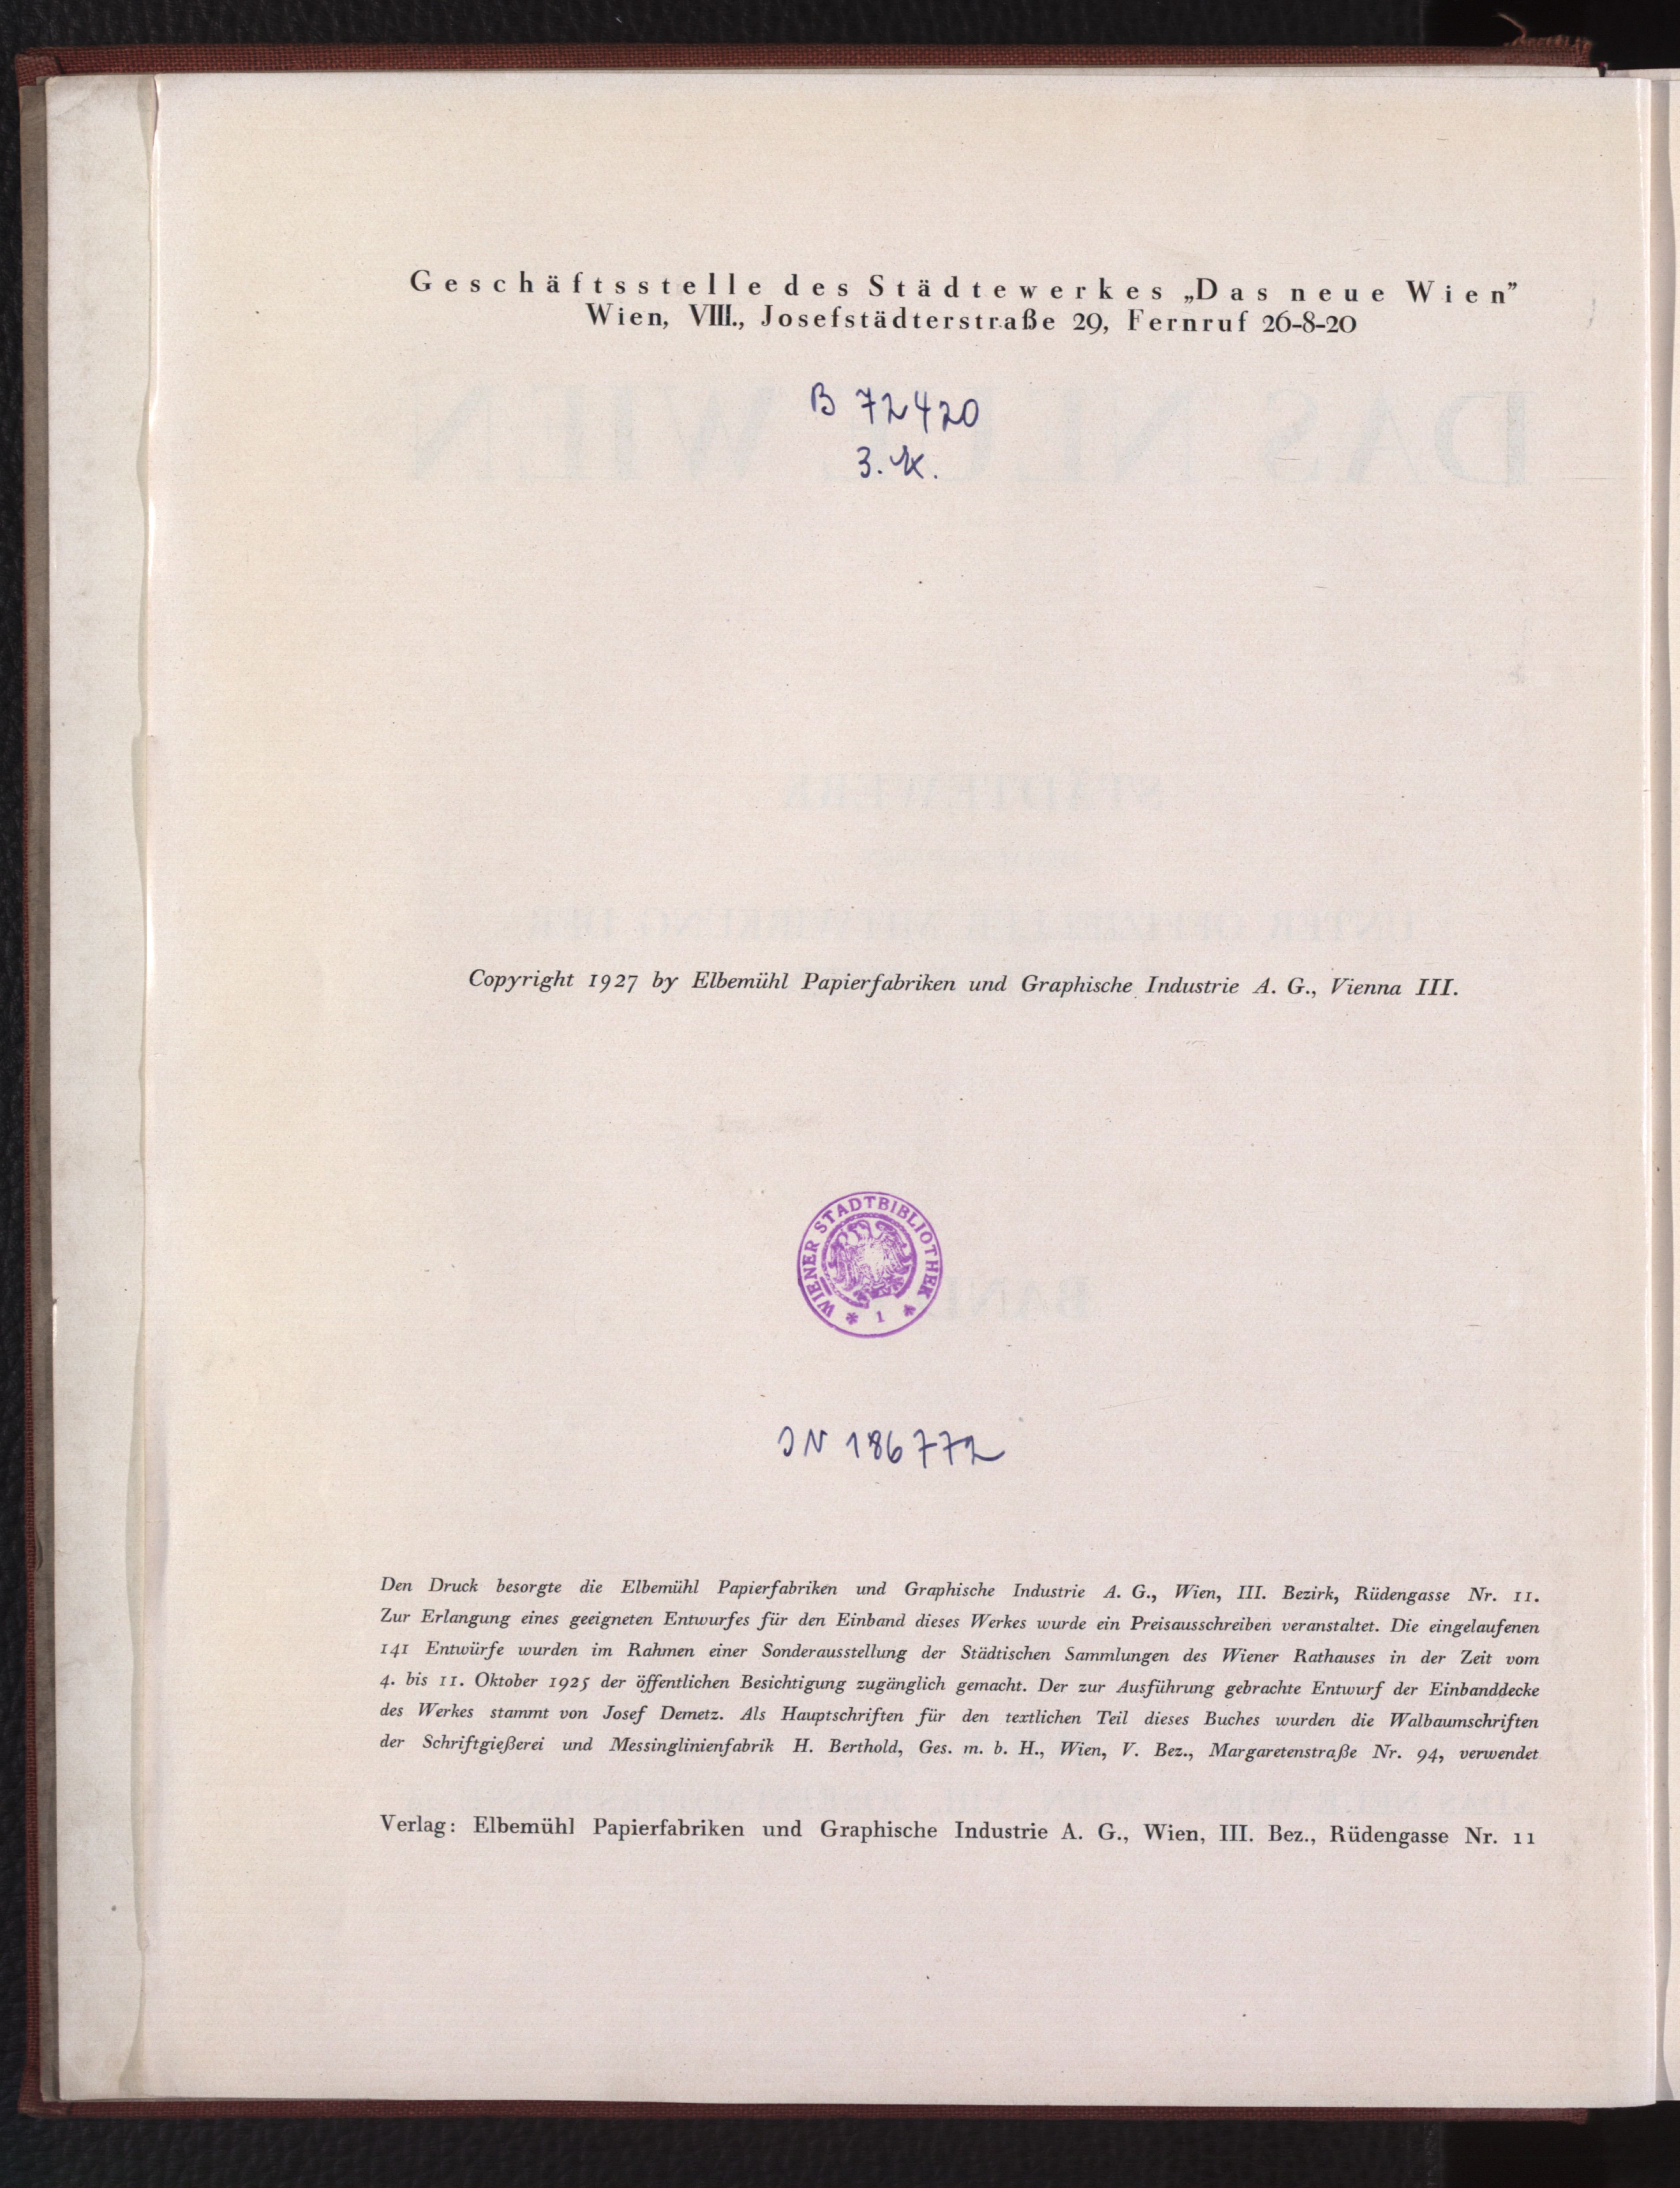 Geschäftsstelle des Städtewerkes „Das neue Wien”
Wien, VIII., Josefstädterstraße 29, Fernruf 26-8-20
B 72420
3. K.
Copyright 1927 by Elbemühl Papierfabriken und Graphische Industrie A. G., Vienna III.
WIENER STADTBIBLIOTHEK
* 1 *
IN 186772
Den Druck besorgte die Elbemühl Papierfabriken und Graphische Industrie A. G., Wien, III. Bezirk, Rüdengasse Nr. 11.
Zur Erlangung eines geeigneten Entwurfes für den Einband dieses Werkes wurde ein Preisausschreiben veranstaltet. Die eingelaufenen
141 Entwürfe wurden im Rahmen einer Sonderausstellung der Städtischen Sammlungen des Wiener Rathauses in der Zeit vom
4. bis 11. Oktober 1925 der öffentlichen Besichtigung zugänglich gemacht. Der zur Ausführung gebrachte Entwurf der Einbanddecke
des Werkes stammt von Josef Demetz. Als Hauptschriften für den textlichen Teil dieses Buches wurden die Walbaumschriften
der Schriftgießerei und Messinglinienfabrik H. Berthold, Ges. m. b. H., Wien, V. Bez., Margaretenstraße Nr. 94, verwendet
Verlag: Elbemühl Papierfabriken und Graphische Industrie A. G., Wien, III. Bez., Rüdengasse Nr. 11